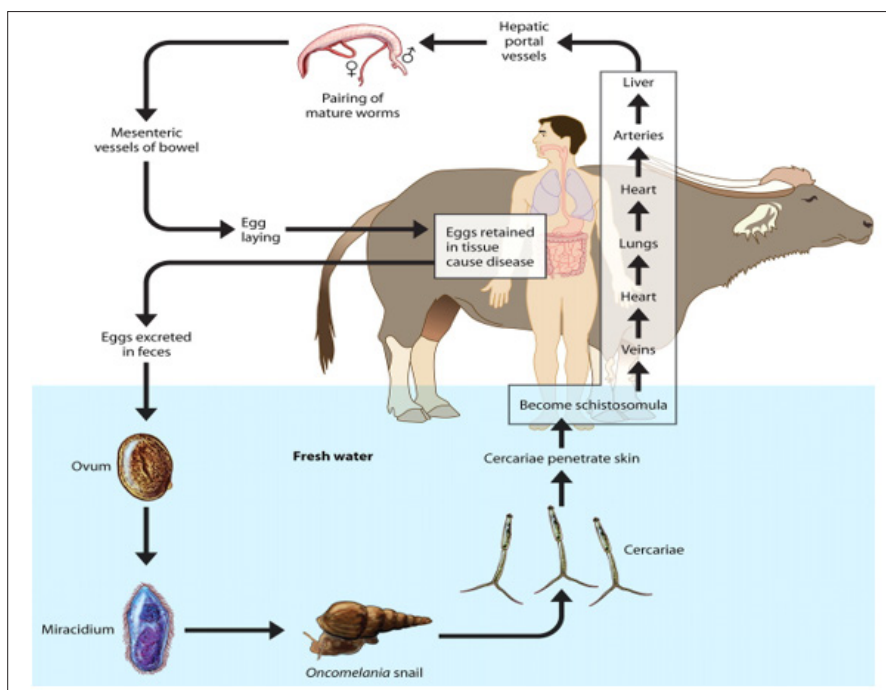 Hepatic
portal
vessels
♀
♂
Pairing of
mature worms
Mesenteric
vessels of bowel
Egg
laying
Eggs retained
in tissue
cause disease
Liver
Arteries
Heart
Lungs
Heart
Veins
Become schistosomula
Eggs excreted
in feces
Fresh water
Cercariae penetrate skin
Ovum
Cercariae
Miracidium
Oncomelania snail